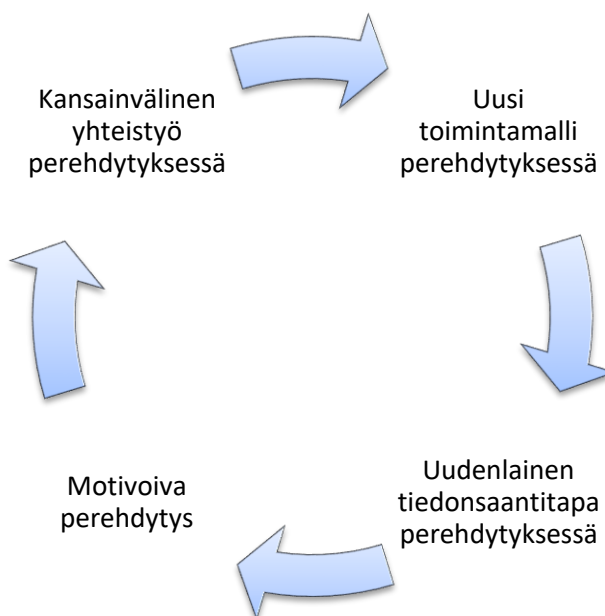 Kansainvälinen
yhteistyö
perehdytyksessä
Uusi
toimintamalli
perehdytyksessä
Uudenlainen
tiedonsaantitapa
perehdytyksessä
Motivoiva
perehdytys